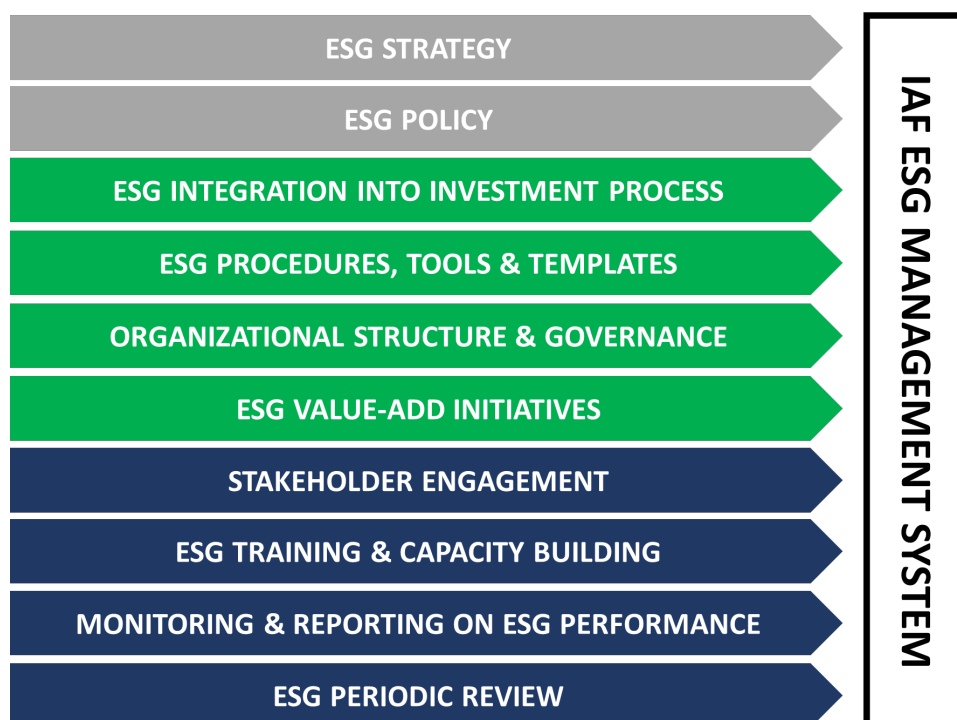 ESG STRATEGY
ESG POLICY
ESG INTEGRATION INTO INVESTMENT PROCESS
ESG PROCEDURES, TOOLS & TEMPLATES
ORGANIZATIONAL STRUCTURE & GOVERNANCE
ESG VALUE-ADD INITIATIVES
STAKEHOLDER ENGAGEMENT
ESG TRAINING & CAPACITY BUILDING
MONITORING & REPORTING ON ESG PERFORMANCE
ESG PERIODIC REVIEW
IAF ESG MANAGEMENT SYSTEM